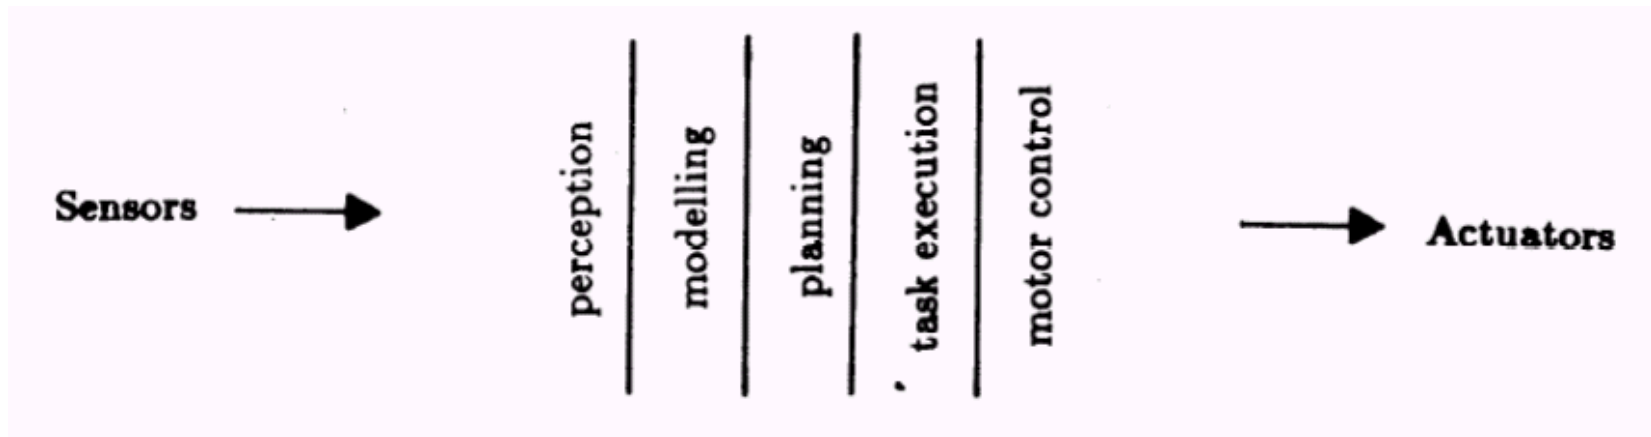 Sensors
perception
modelling
planning
task execution
motor control
Actuators